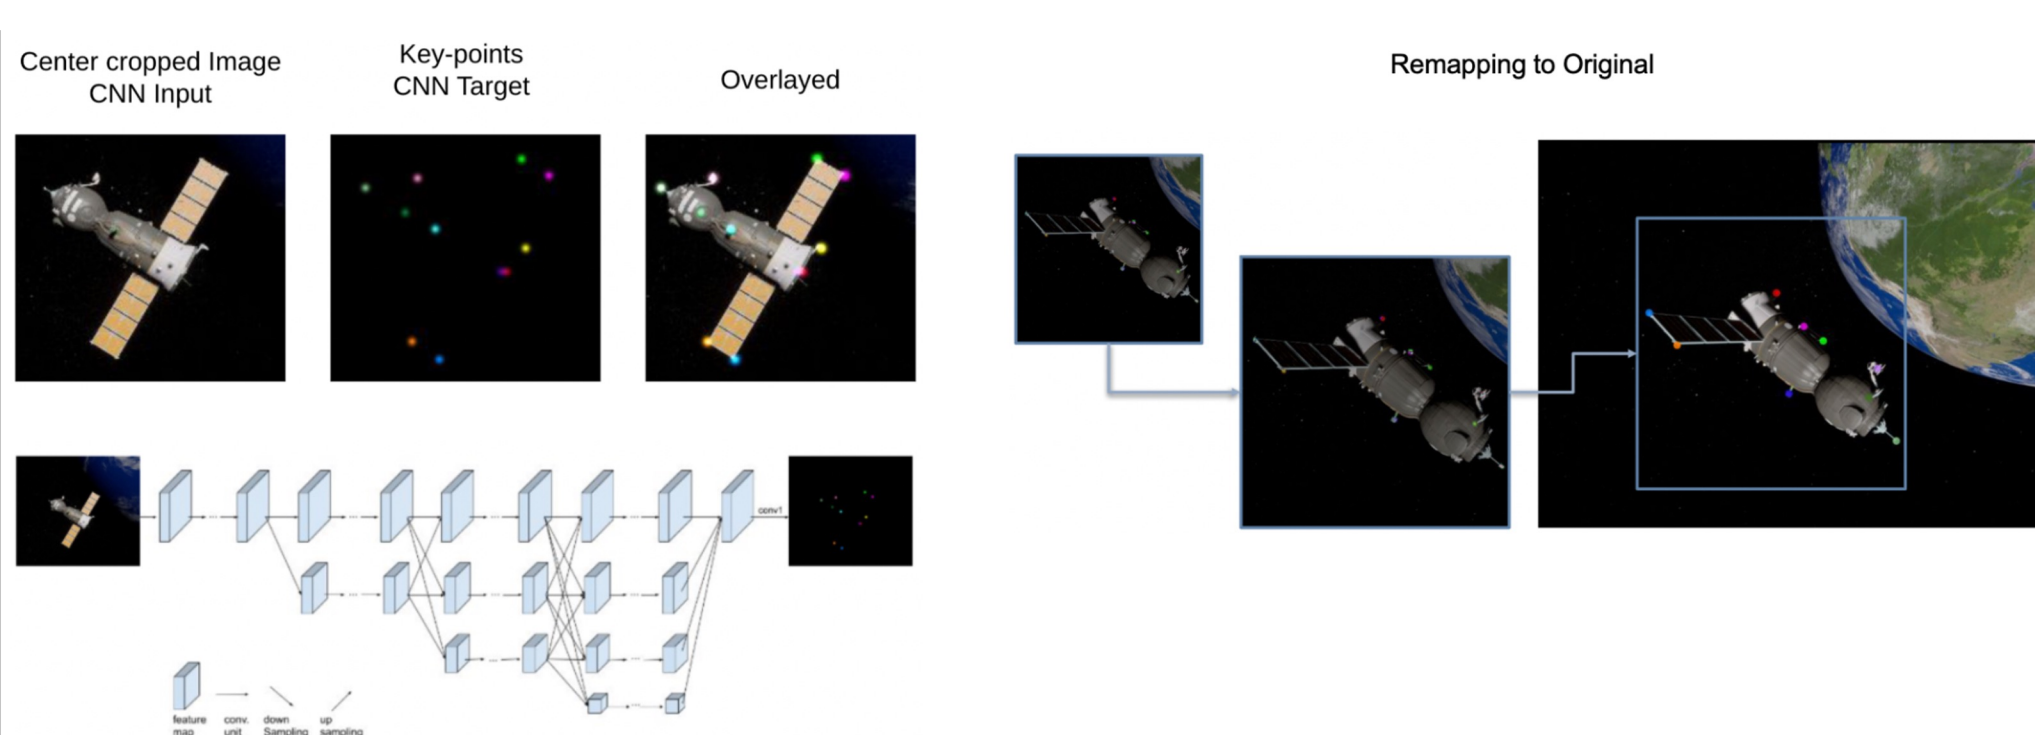 Center cropped Image
CNN Input
Key-points
CNN Target
Overlayed
Remapping to Original
conv1
feature
map
conv.
unit
down
Sampling
up
sampling